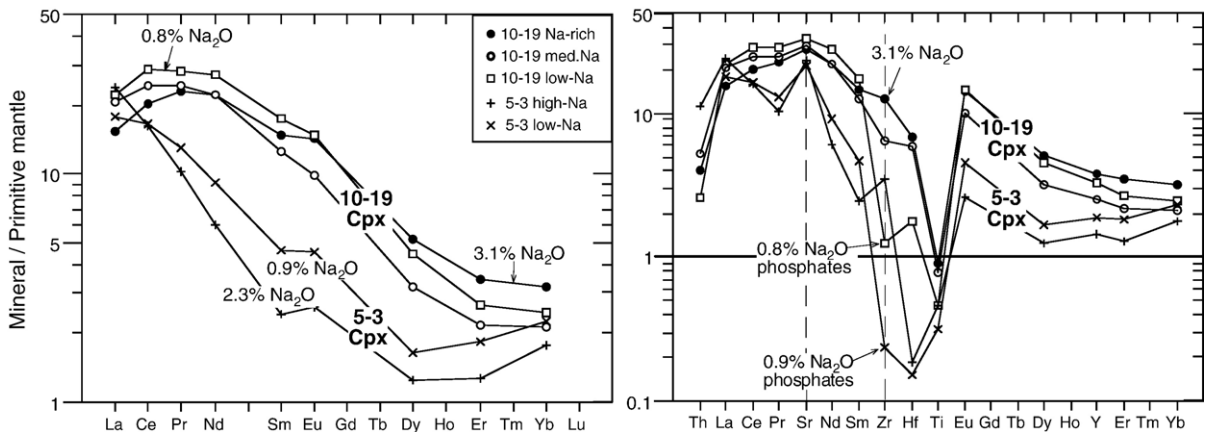 50
10
5
1
Mineral / Primitive mantle
0.8% Na₂O
10-19 Na-rich
10-19 med.Na
10-19 low-Na
5-3 high-Na
5-3 low-Na
10-19
Cpx
3.1% Na₂O
0.9% Na₂O
2.3% Na₂O
5-3
Cpx
La Ce Pr Nd Sm Eu Gd Tb Dy Ho Er Tm Yb Lu
50
10
1
0.1
3.1% Na₂O
10-19
Cpx
5-3
Cpx
0.8% Na₂O
phosphates
0.9% Na₂O
phosphates
Th La Ce Pr Sr Nd Sm Zr Hf Ti Eu Gd Tb Dy Y Er Tm Yb